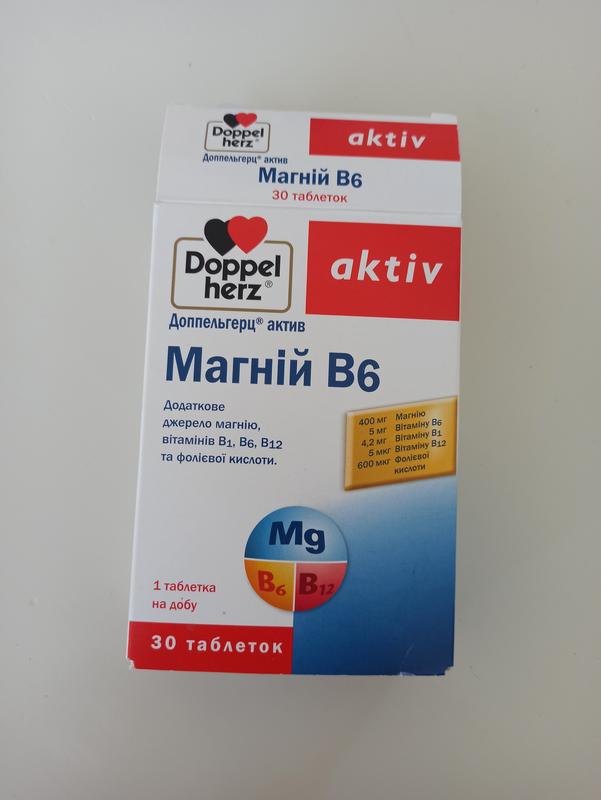 Doppel
herz®
aktiv
Доппельгерц® актив
Магній В6
30 таблеток
Doppel
herz®
aktiv
Доппельгерц® актив
Магній В6
Додаткове
джерело магнію,
вітамінів В1, В6, В12
та фолієвої кислоти.
400 мг Магнію
5 мг Вітаміну В6
4,2 мг Вітаміну В1
5 мкг Вітаміну В12
600 мкг Фолієвої
кислоти
Mg
B6 B12
1 таблетка
на добу
30 таблеток